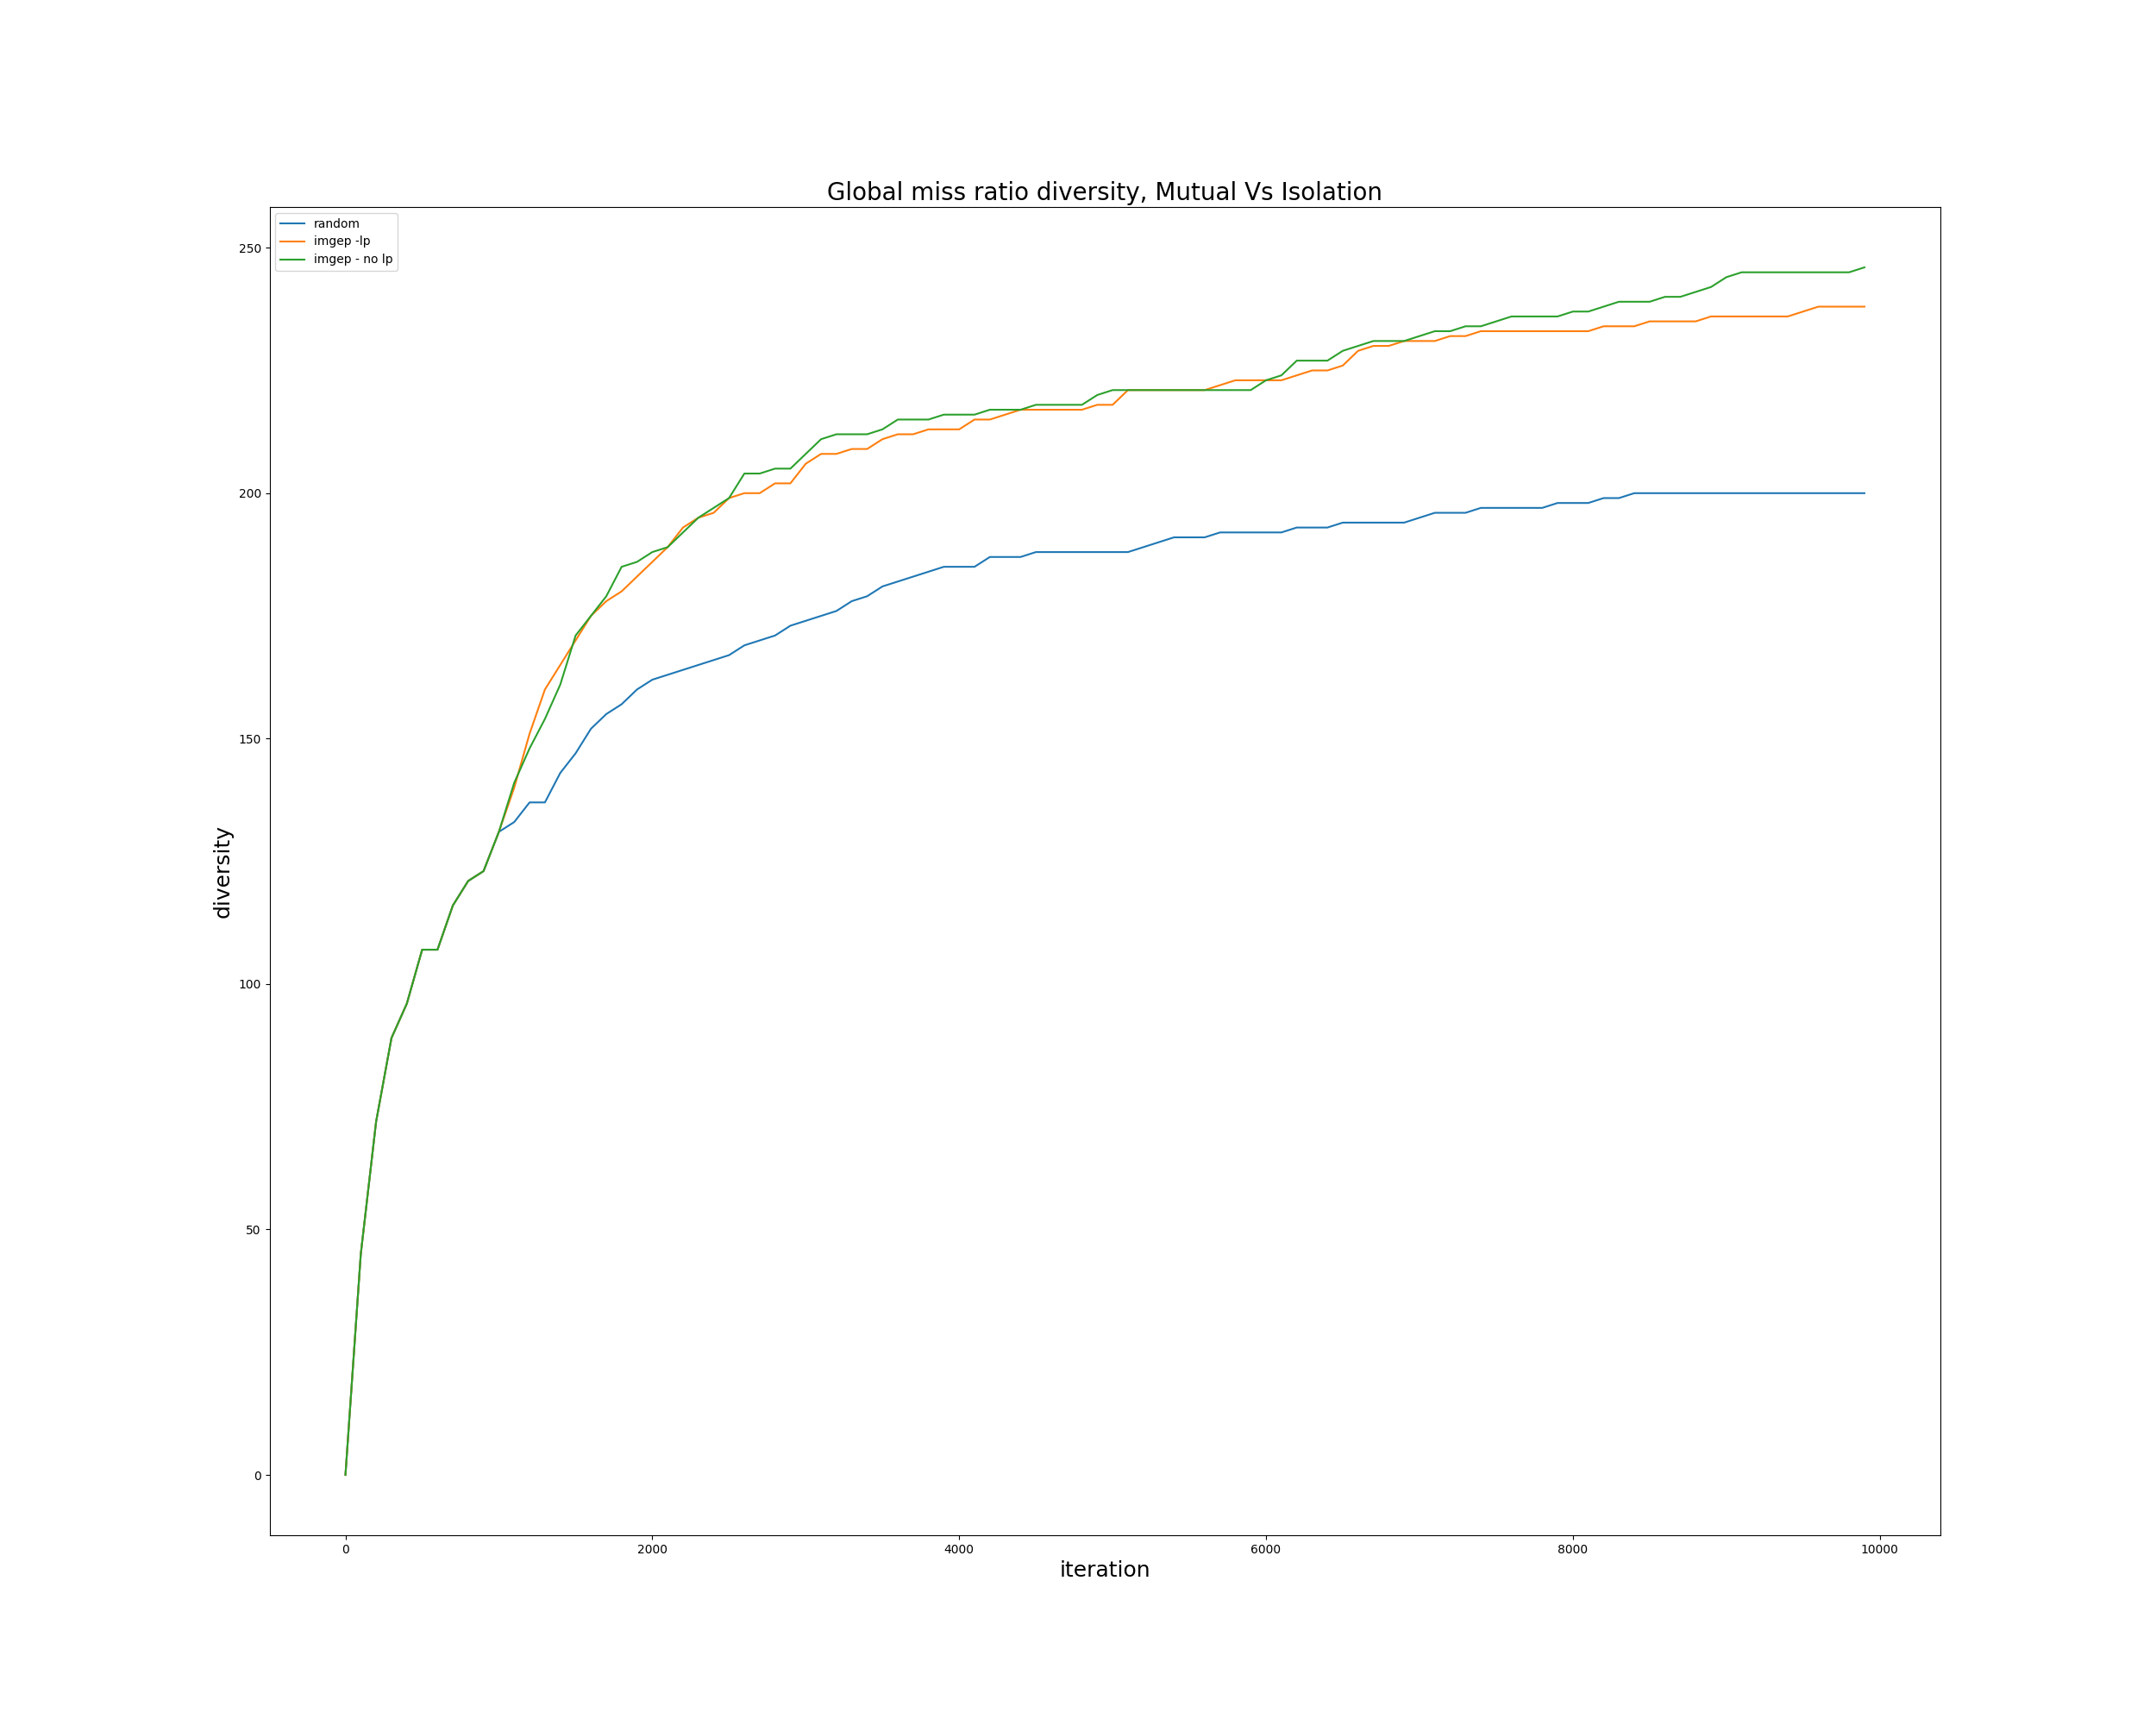 Global miss ratio diversity, Mutual Vs Isolation
random
imgep -lp
imgep - no lp
250
200
150
100
50
0
diversity
0 2000 4000 6000 8000 10000
iteration